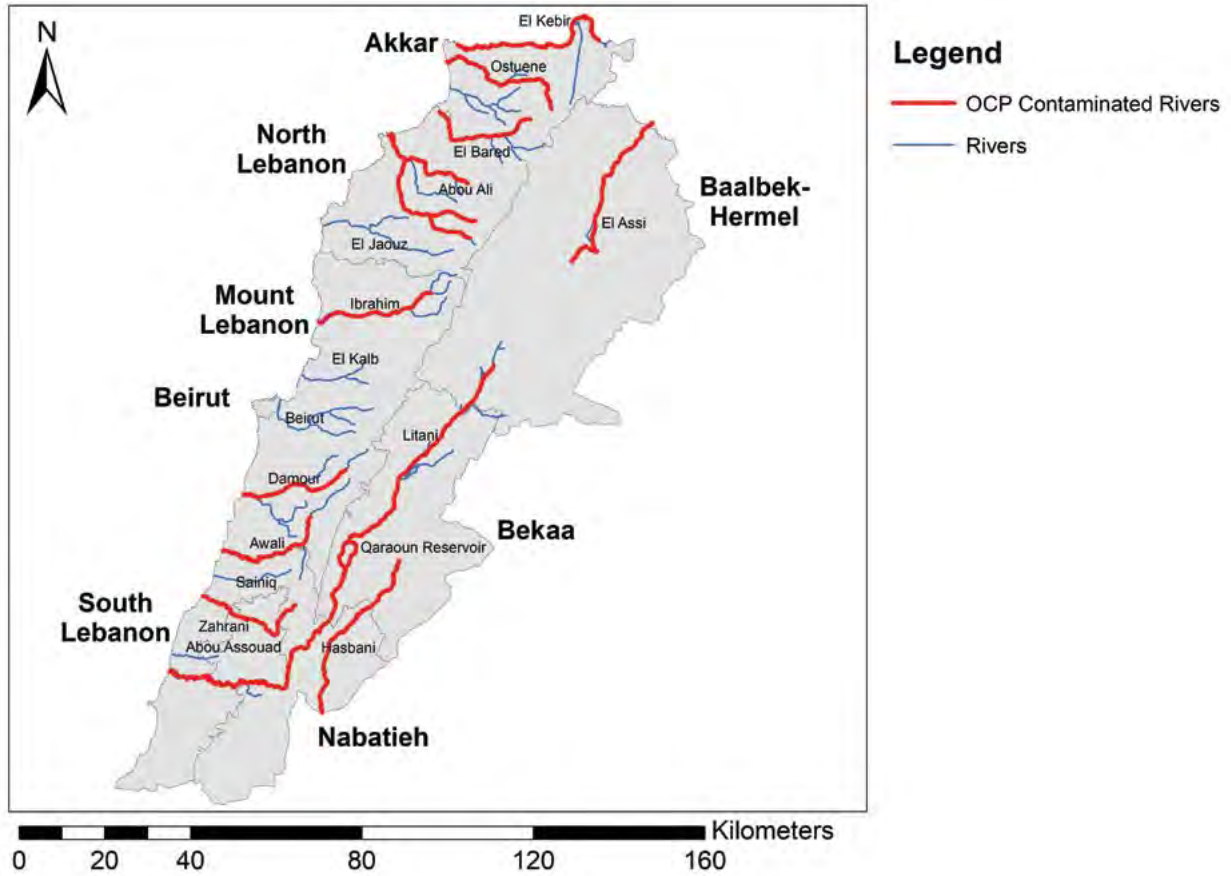 N
El Kebir
Akkar
Ostuene
North
Lebanon
El Bared
Abou Ali
Baalbek-
Hermel
El Assi
El Jaouz
Mount
Lebanon
Ibrahim
El Kalb
Beirut
Beirut
Litani
Damour
Bekaa
Awali
Qaraoun Reservoir
Sainiq
South
Lebanon
Zahrani
Abou Assouad
Hasbani
Nabatieh
Legend
OCP Contaminated Rivers
Rivers
Kilometers
0 20 40 80 120 160